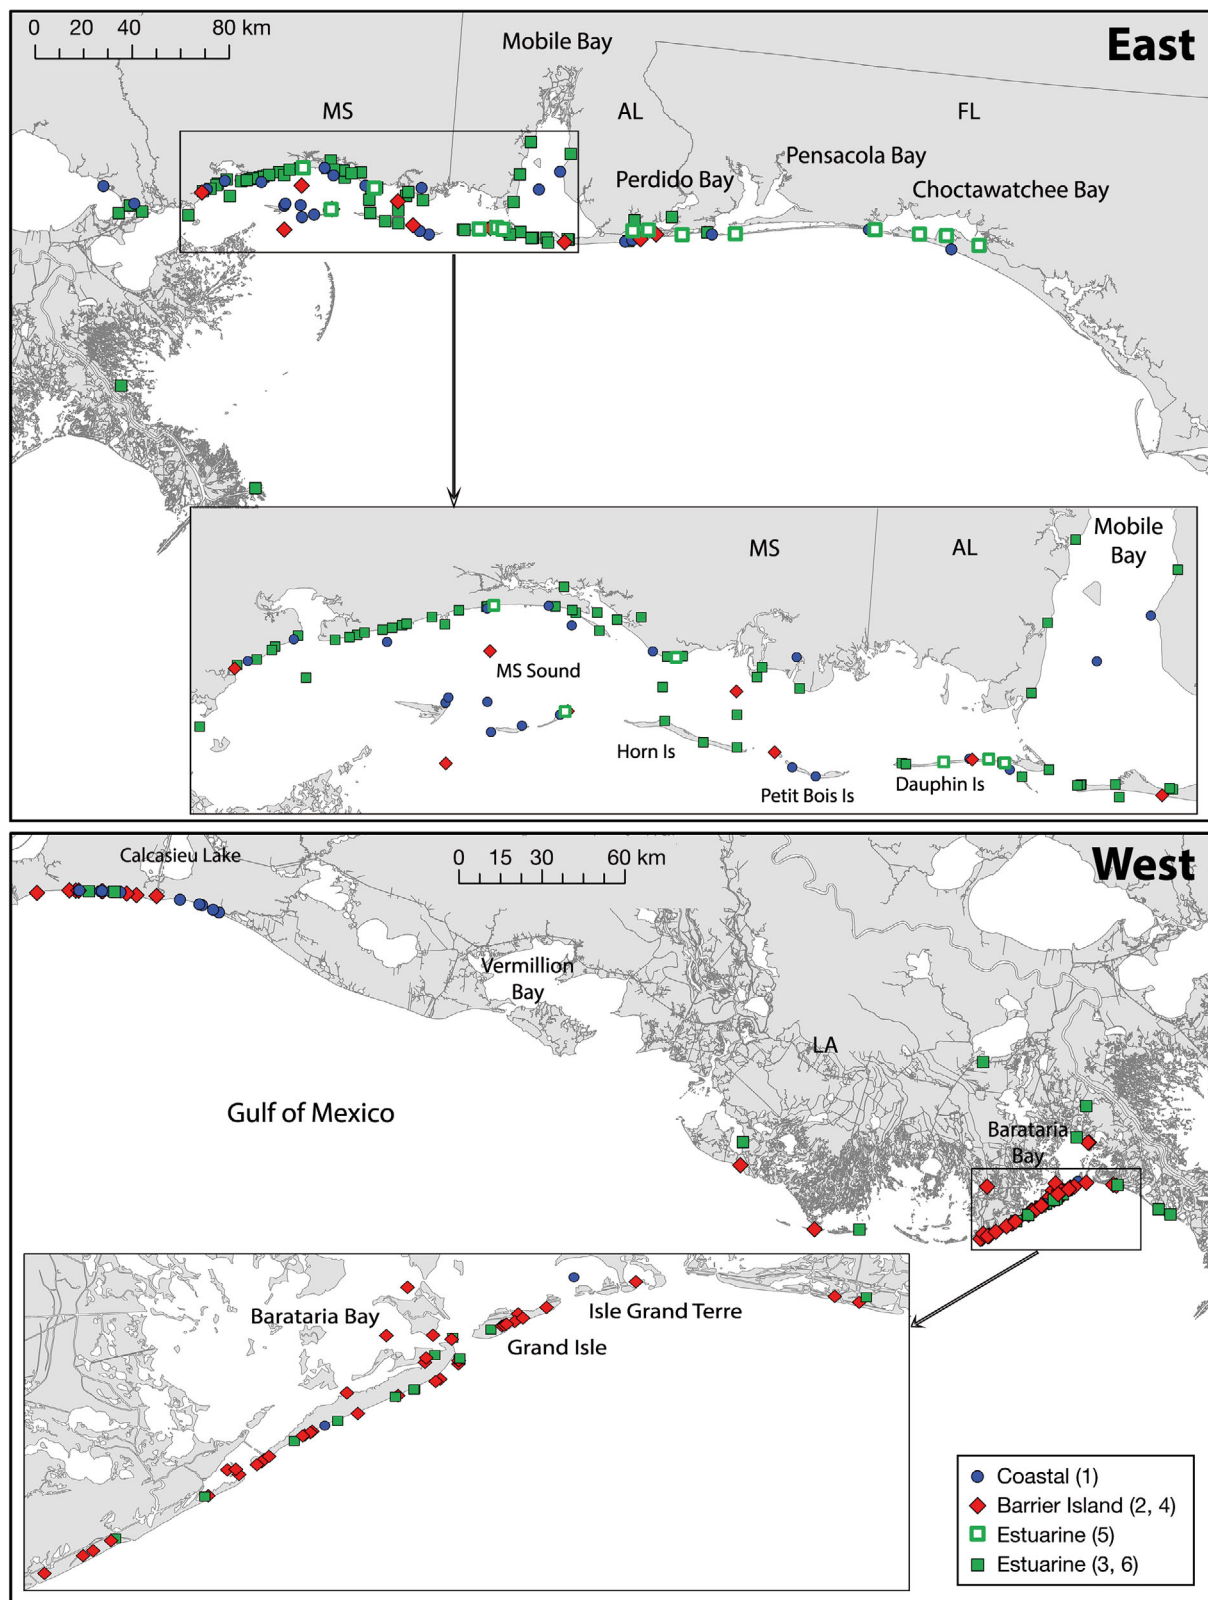 0 20 40 80 km
East
Mobile Bay
MS
AL
FL
Pensacola Bay
Perdido Bay
Choctawatchee Bay
MS
AL
Mobile
Bay
MS Sound
Horn Is
Petit Bois Is
Dauphin Is
West
Calcasieu Lake
0 15 30 60 km
Vermillion
Bay
LA
Gulf of Mexico
Barataria
Bay
Barataria Bay
Isle Grand Terre
Grand Isle
Coastal (1)
Barrier Island (2, 4)
Estuarine (5)
Estuarine (3, 6)